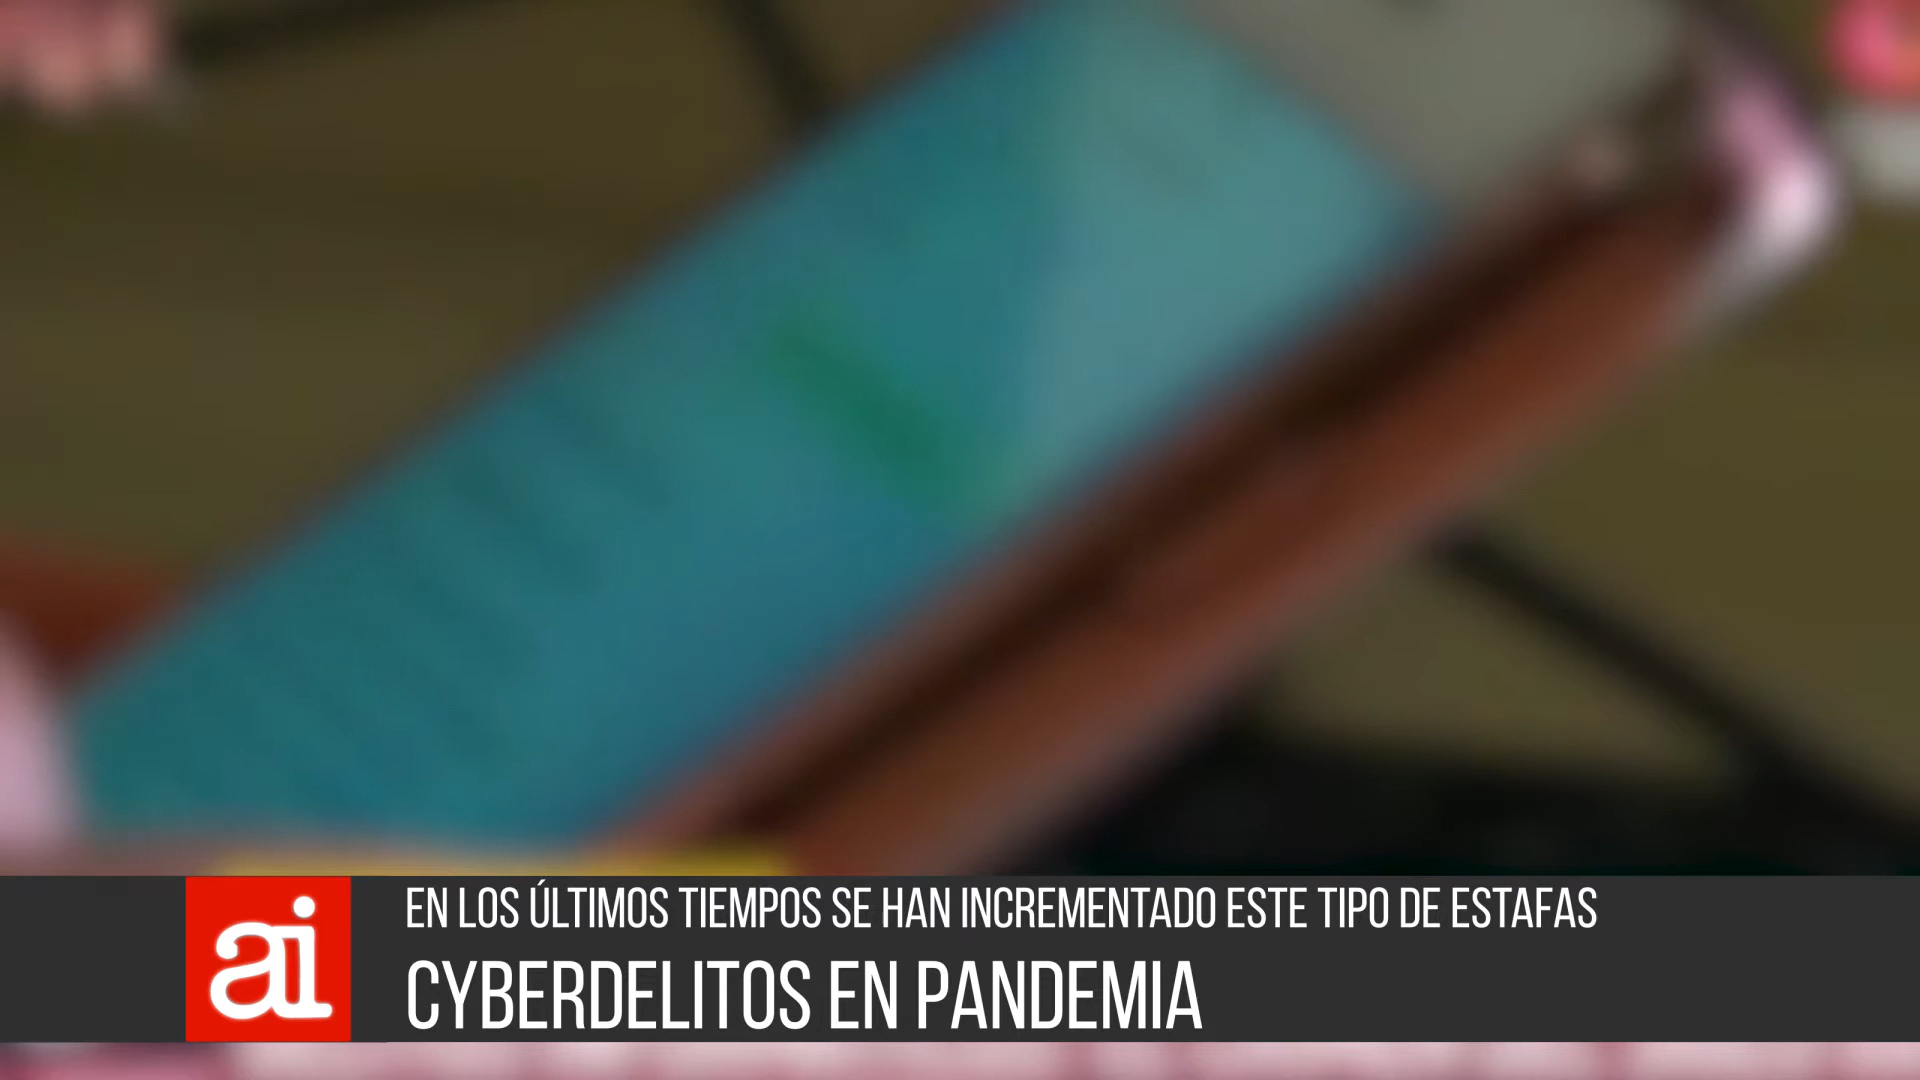 EN LOS ÚLTIMOS TIEMPOS SE HAN INCREMENTADO ESTE TIPO DE ESTAFAS
ai
CYBERDELITOS EN PANDEMIA